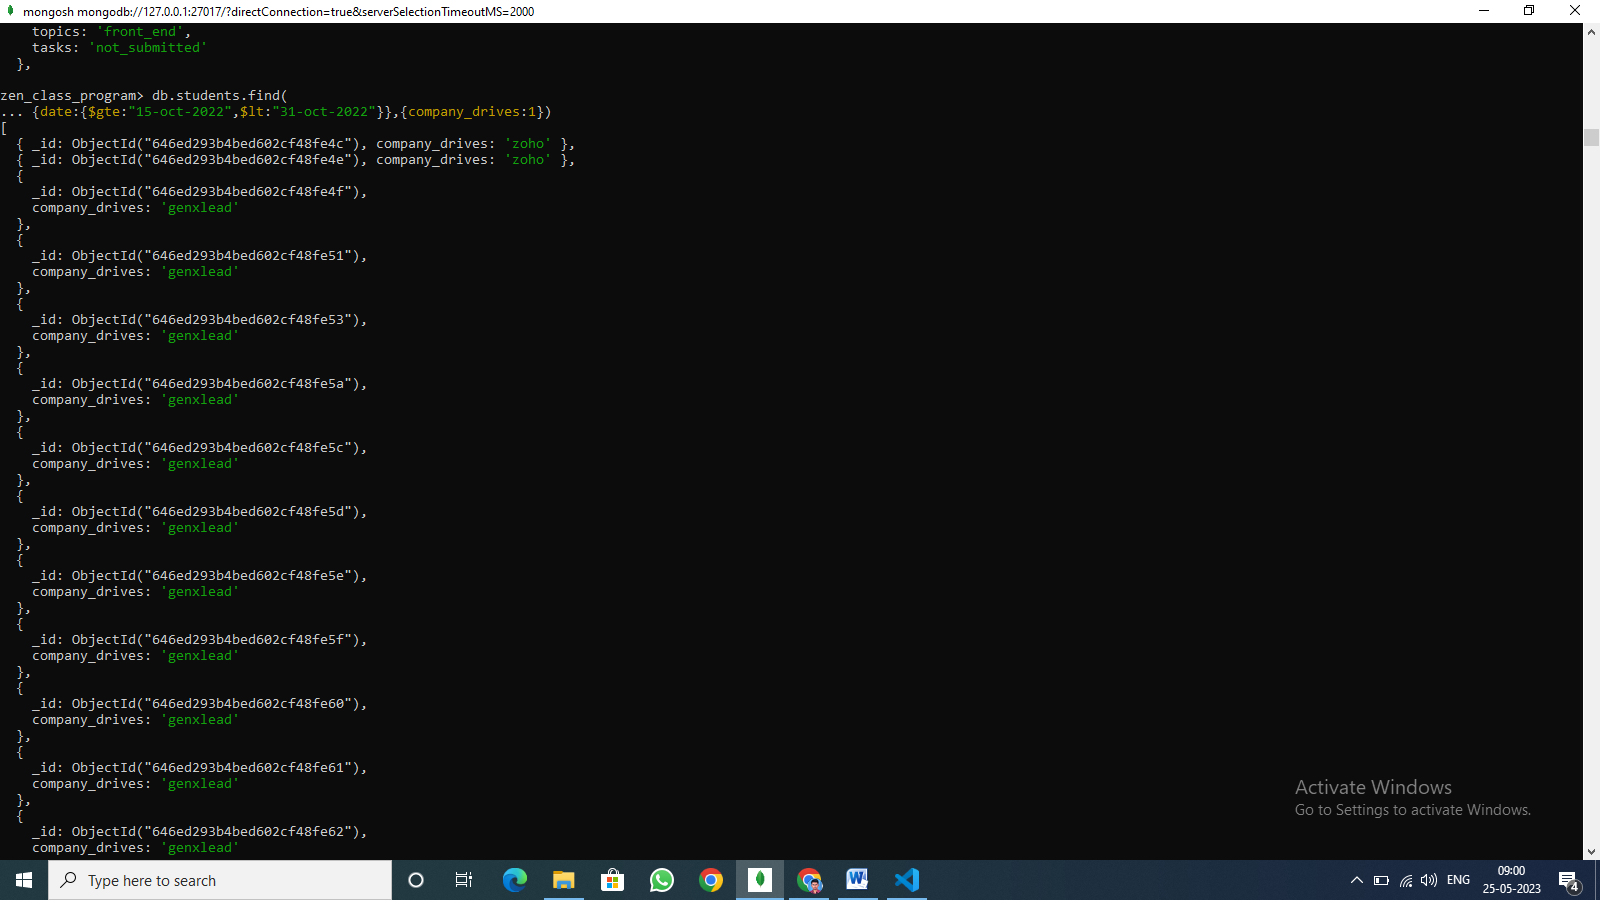 mongosh mongodb://127.0.0.1:27017/?directConnection=true&serverSelectionTimeoutMS=2000
    topics: 'front_end',
    tasks: 'not_submitted'
  },
zen_class_program> db.students.find(
... {date:{$gte:"15-oct-2022",$lt:"31-oct-2022"}},{company_drives:1})
[
  { _id: ObjectId("646ed293b4bed602cf48fe4c"), company_drives: 'zoho' },
  { _id: ObjectId("646ed293b4bed602cf48fe4e"), company_drives: 'zoho' },
  {
    _id: ObjectId("646ed293b4bed602cf48fe4f"),
    company_drives: 'genxlead'
  },
  {
    _id: ObjectId("646ed293b4bed602cf48fe51"),
    company_drives: 'genxlead'
  },
  {
    _id: ObjectId("646ed293b4bed602cf48fe53"),
    company_drives: 'genxlead'
  },
  {
    _id: ObjectId("646ed293b4bed602cf48fe5a"),
    company_drives: 'genxlead'
  },
  {
    _id: ObjectId("646ed293b4bed602cf48fe5c"),
    company_drives: 'genxlead'
  },
  {
    _id: ObjectId("646ed293b4bed602cf48fe5d"),
    company_drives: 'genxlead'
  },
  {
    _id: ObjectId("646ed293b4bed602cf48fe5e"),
    company_drives: 'genxlead'
  },
  {
    _id: ObjectId("646ed293b4bed602cf48fe5f"),
    company_drives: 'genxlead'
  },
  {
    _id: ObjectId("646ed293b4bed602cf48fe60"),
    company_drives: 'genxlead'
  },
  {
    _id: ObjectId("646ed293b4bed602cf48fe61"),
    company_drives: 'genxlead'
  },
  {
    _id: ObjectId("646ed293b4bed602cf48fe62"),
    company_drives: 'genxlead'
Activate Windows
Go to Settings to activate Windows.
Type here to search
ENG
09:00
25-05-2023
4